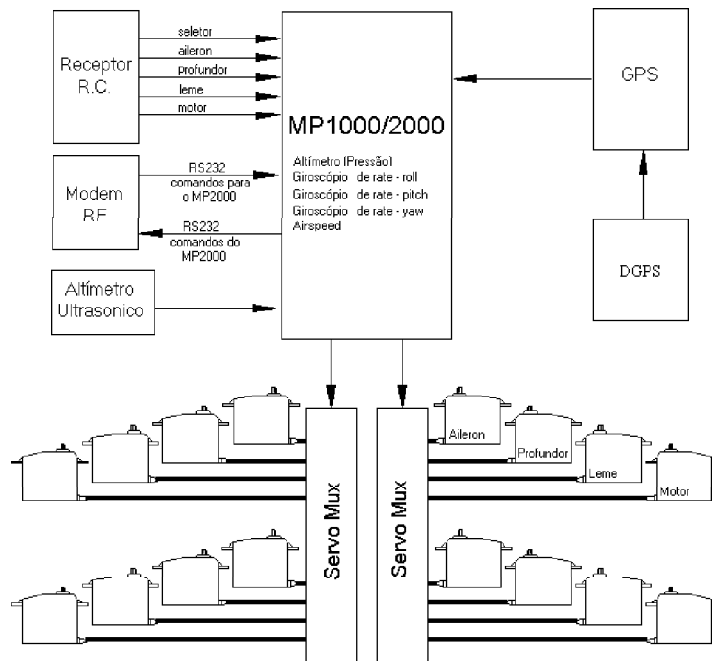 Receptor
R.C.
seletor
aileron
profundor
leme
motor
MP1000/2000
Altímetro (Pressão)
Giroscópio de rate - roll
Giroscópio de rate - pitch
Giroscópio de rate - yaw
Airspeed
GPS
DGPS
Modem
RF
RS232
comandos para
o MP2000
RS232
comandos do
MP2000
Altímetro
Ultrasonico
Servo Mux
Servo Mux
Aileron
Profundor
Leme
Motor